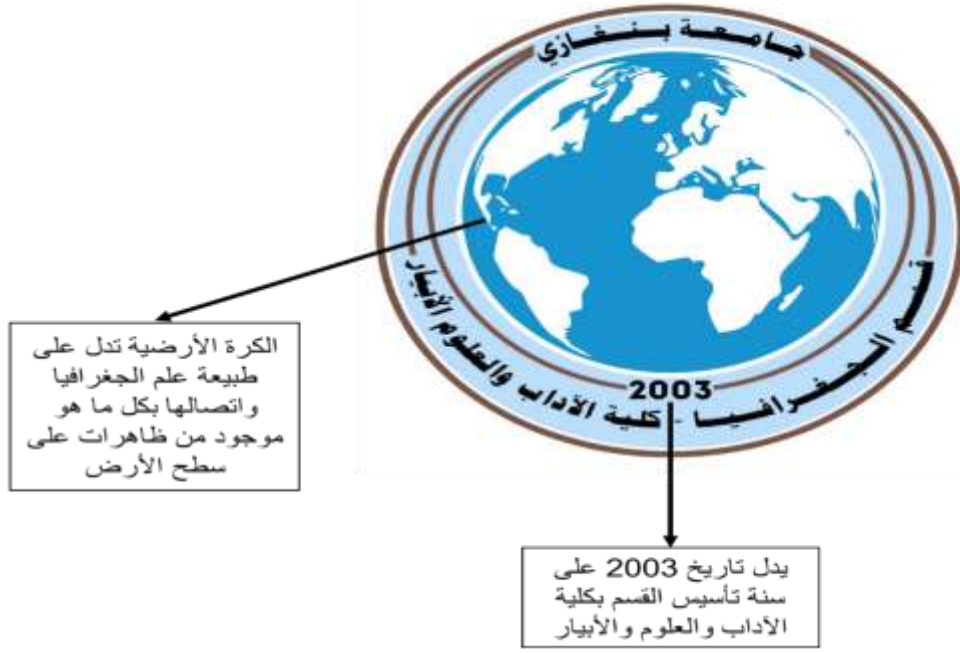 جامعة بنغازي
2003
قسم الجغرافيا - كلية الآداب والعلوم الأبيار
الكرة الأرضية تدل على
طبيعة علم الجغرافيا
واتصالها بكل ما هو
موجود من ظاهرات على
سطح الأرض
يدل تاريخ 2003 على
سنة تأسيس القسم بكلية
الآداب والعلوم والأبيار